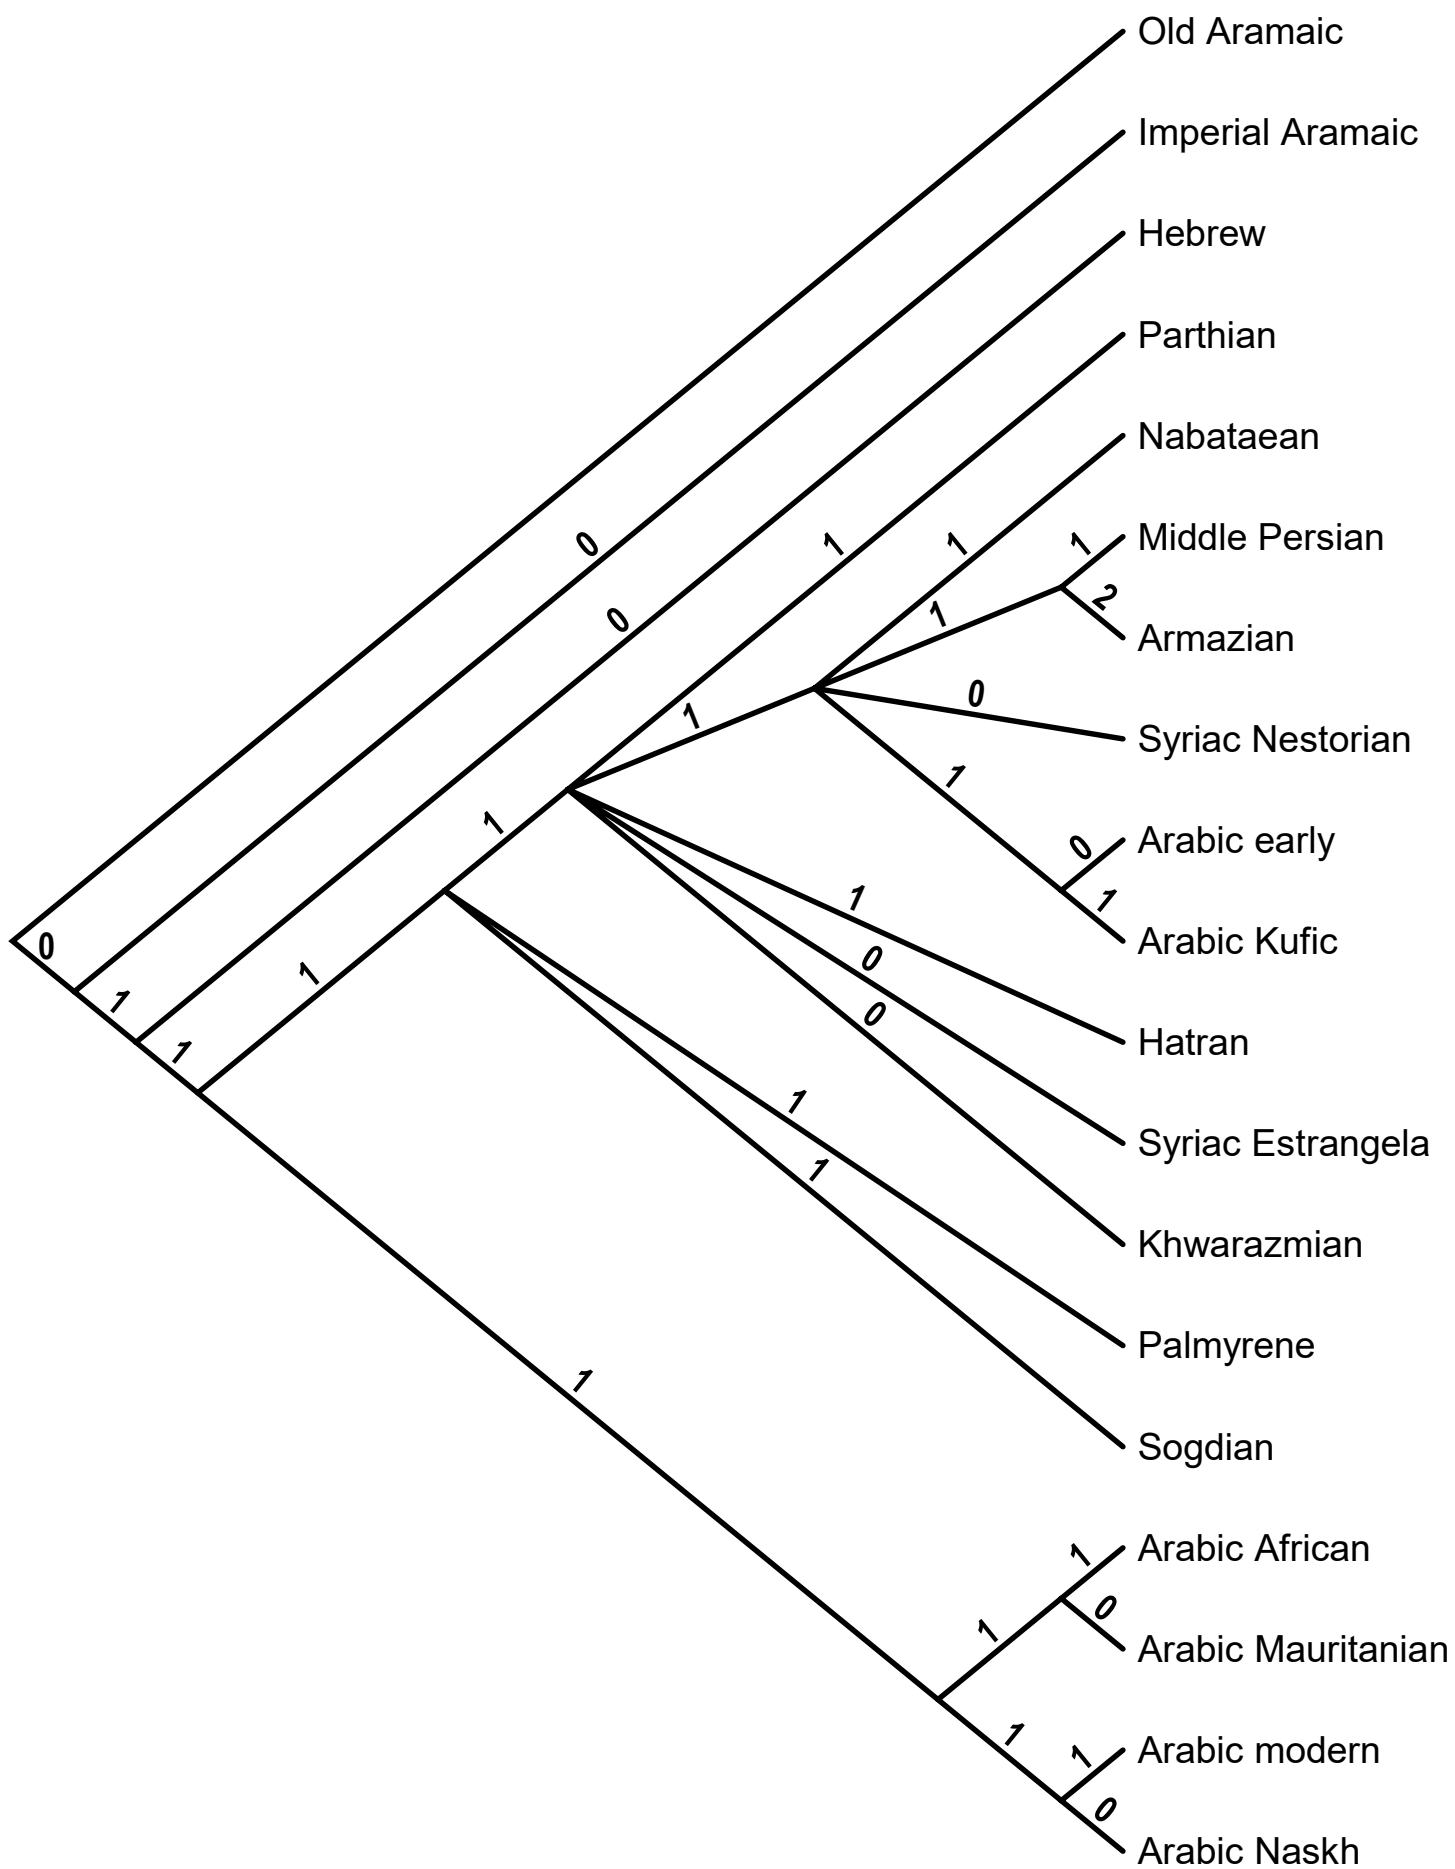 Old Aramaic
Imperial Aramaic
Hebrew
Parthian
Nabataean
0
1
1
1
Middle Persian
2
1
Armazian
0
0
1
Syriac Nestorian
1
1
0
Arabic early
1
1
Arabic Kufic
0
1
0
1
1
0
Hatran
1
1
Syriac Estrangela
1
Khwarazmian
Palmyrene
1
Sogdian
1
Arabic African
0
1
Arabic Mauritanian
1
1
Arabic modern
0
Arabic Naskh